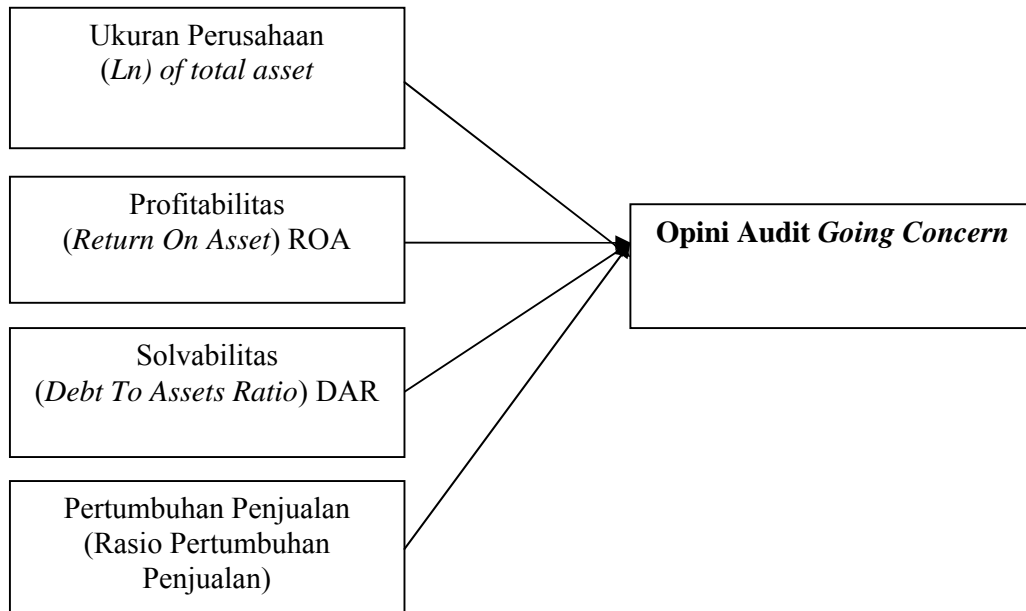 Ukuran Perusahaan
(Ln) of total asset
Profitabilitas
(Return On Asset) ROA
Opini Audit Going Concern
Solvabilitas
(Debt To Assets Ratio) DAR
Pertumbuhan Penjualan
(Rasio Pertumbuhan
Penjualan)